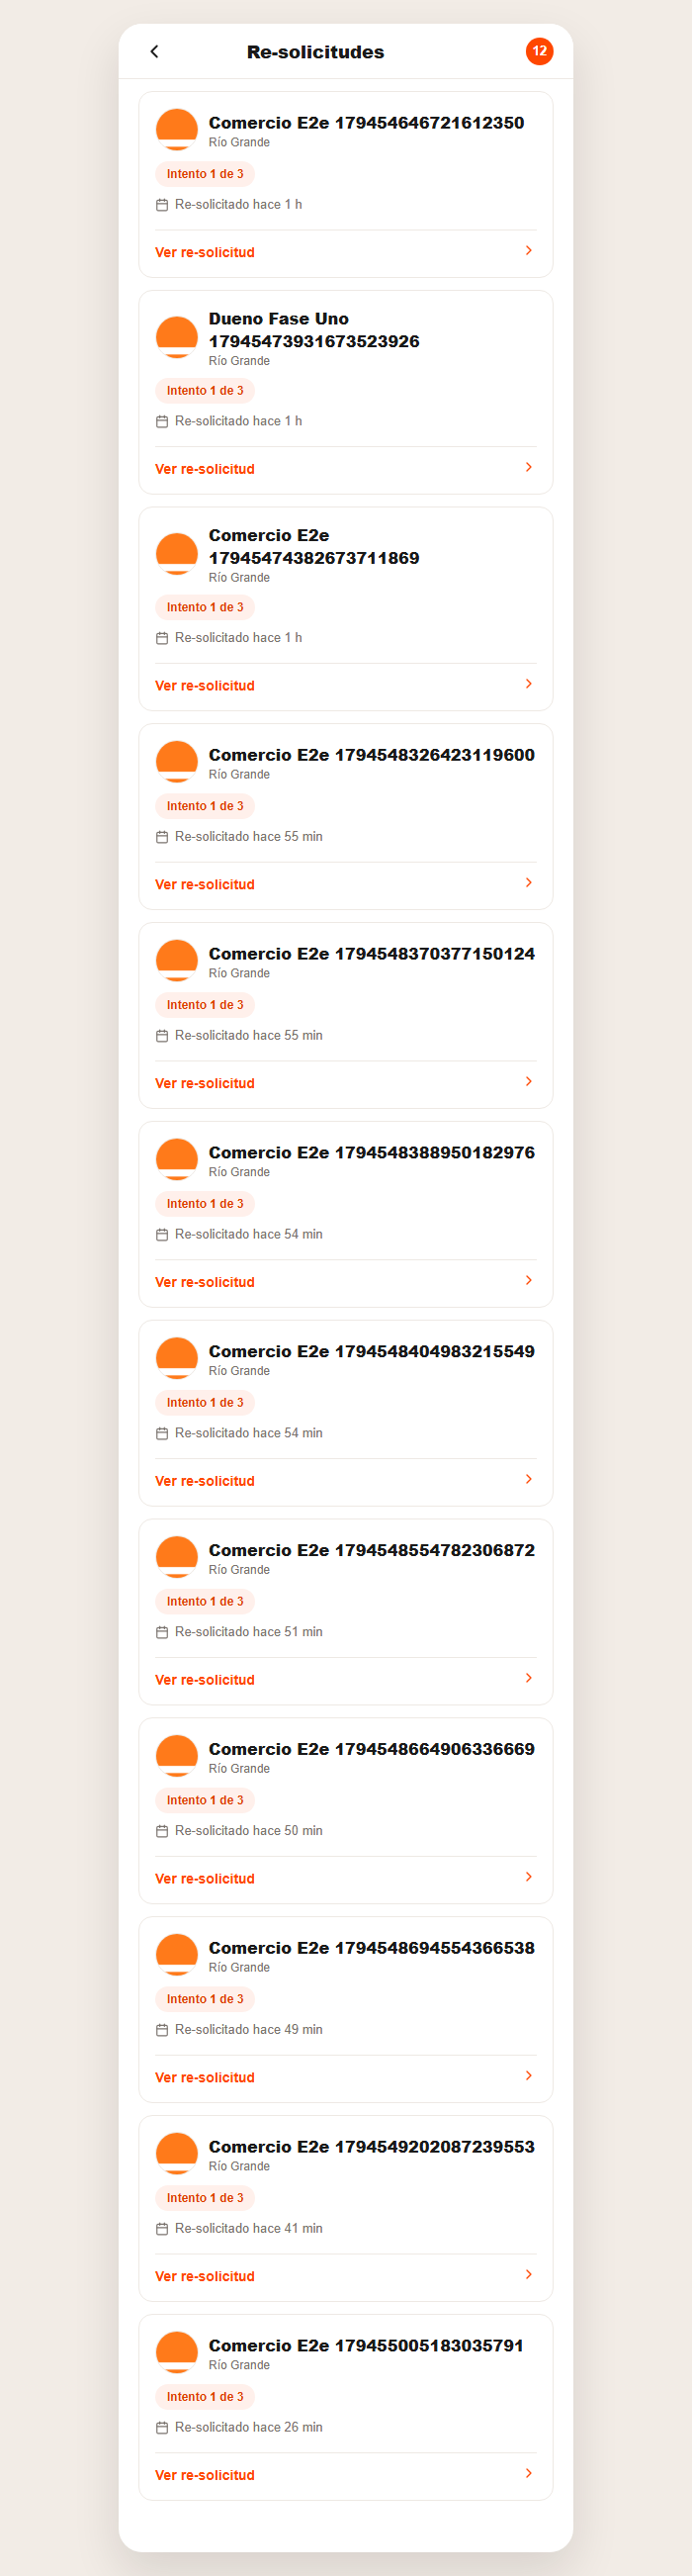 Re-solicitudes
12
Comercio E2e 179454646721612350
Río Grande
Intento 1 de 3
Re-solicitado hace 1 h
Ver re-solicitud
Dueno Fase Uno
17945473931673523926
Río Grande
Intento 1 de 3
Re-solicitado hace 1 h
Ver re-solicitud
Comercio E2e
17945474382673711869
Río Grande
Intento 1 de 3
Re-solicitado hace 1 h
Ver re-solicitud
Comercio E2e 1794548326423119600
Río Grande
Intento 1 de 3
Re-solicitado hace 55 min
Ver re-solicitud
Comercio E2e 1794548370377150124
Río Grande
Intento 1 de 3
Re-solicitado hace 55 min
Ver re-solicitud
Comercio E2e 1794548388950182976
Río Grande
Intento 1 de 3
Re-solicitado hace 54 min
Ver re-solicitud
Comercio E2e 1794548404983215549
Río Grande
Intento 1 de 3
Re-solicitado hace 54 min
Ver re-solicitud
Comercio E2e 1794548554782306872
Río Grande
Intento 1 de 3
Re-solicitado hace 51 min
Ver re-solicitud
Comercio E2e 1794548664906336669
Río Grande
Intento 1 de 3
Re-solicitado hace 50 min
Ver re-solicitud
Comercio E2e 1794548694554366538
Río Grande
Intento 1 de 3
Re-solicitado hace 49 min
Ver re-solicitud
Comercio E2e 1794549202087239553
Río Grande
Intento 1 de 3
Re-solicitado hace 41 min
Ver re-solicitud
Comercio E2e 179455005183035791
Río Grande
Intento 1 de 3
Re-solicitado hace 26 min
Ver re-solicitud